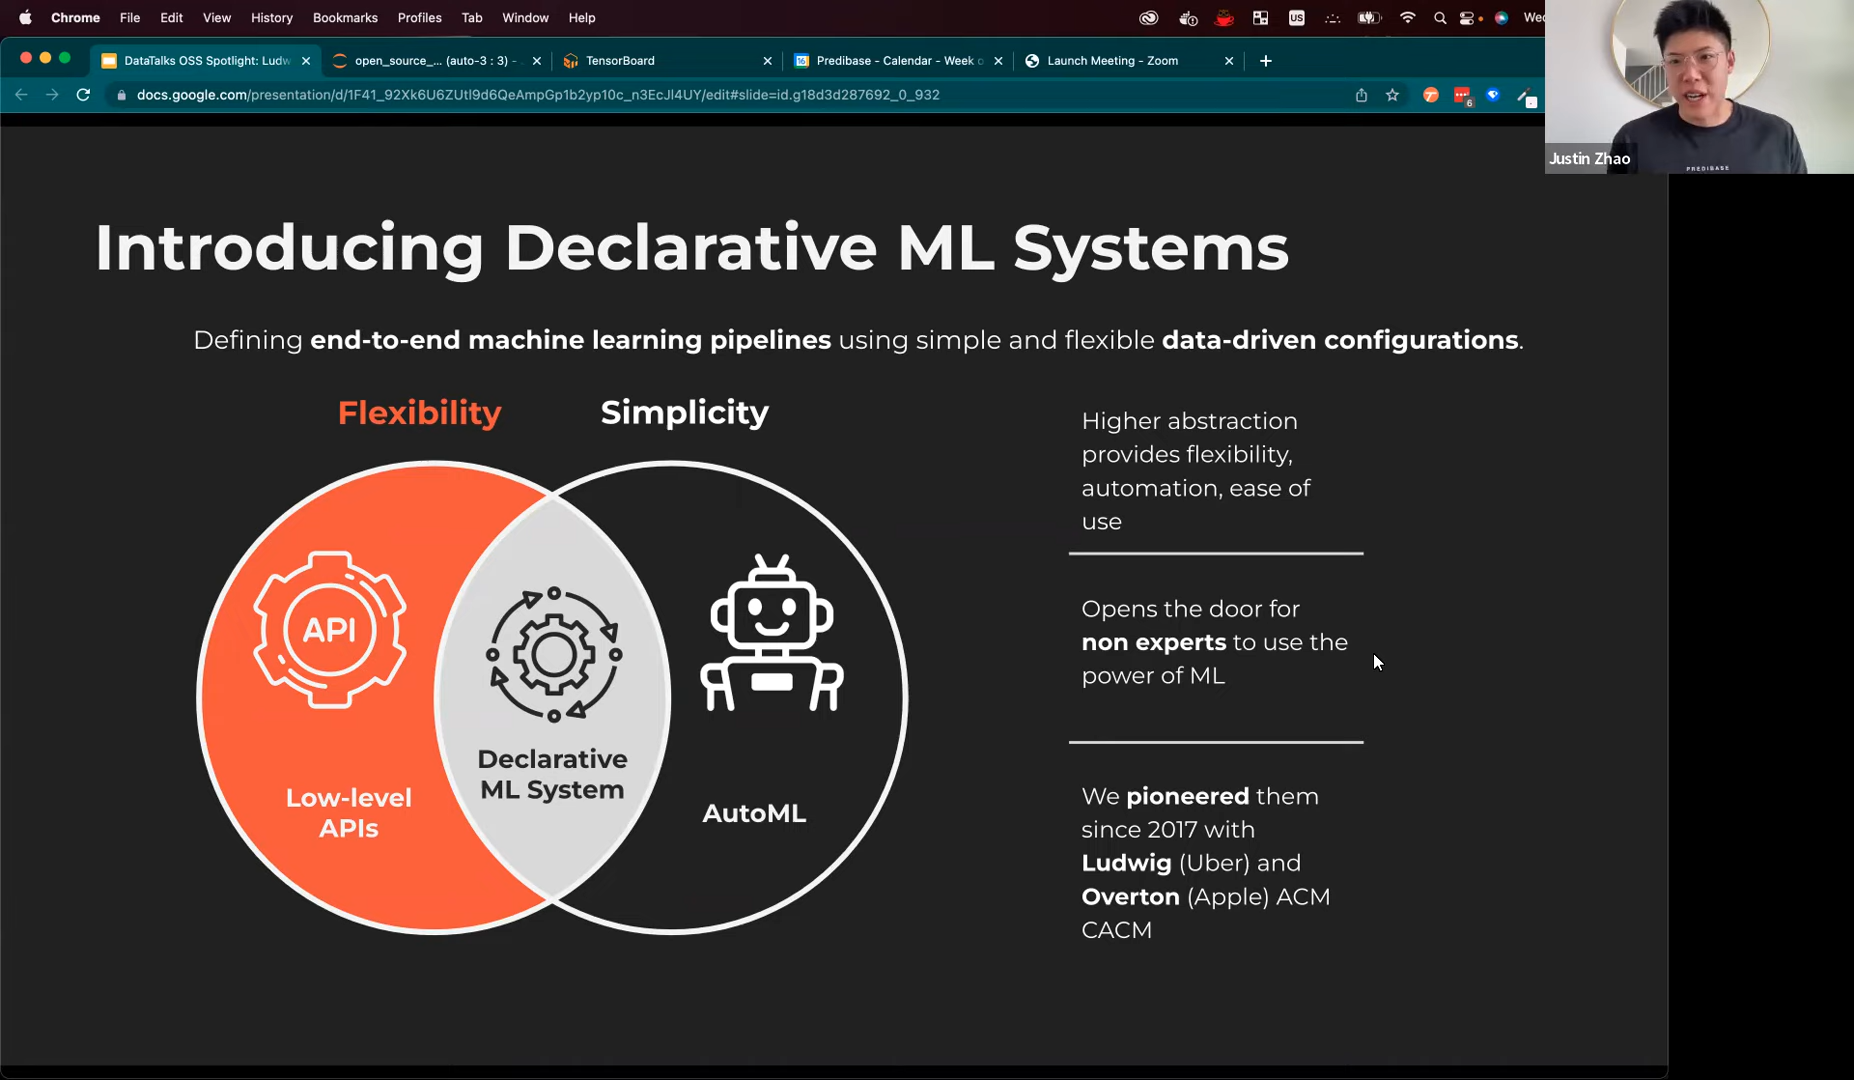 Chrome File Edit View History Bookmarks Profiles Tab Window Help
US
DataTalks OSS Spotlight: Ludw
open_source_... (auto-3 : 3) -
TensorBoard
16
Predibase - Calendar - Week o
Launch Meeting - Zoom
docs.google.com/presentation/d/1F41_92Xk6U6ZUtl9d6QeAmpGp1b2yp10c_n3EcJl4UY/edit#slide=id.g18d3d287692_0_932
6
PREDIBASE
Justin Zhao
Introducing Declarative ML Systems
Defining end-to-end machine learning pipelines using simple and flexible data-driven configurations.
Flexibility
Simplicity
API
Low-level
APIs
Declarative
ML System
AutoML
Higher abstraction
provides flexibility,
automation, ease of
use
Opens the door for
non experts to use the
power of ML
We pioneered them
since 2017 with
Ludwig (Uber) and
Overton (Apple) ACM
CACM